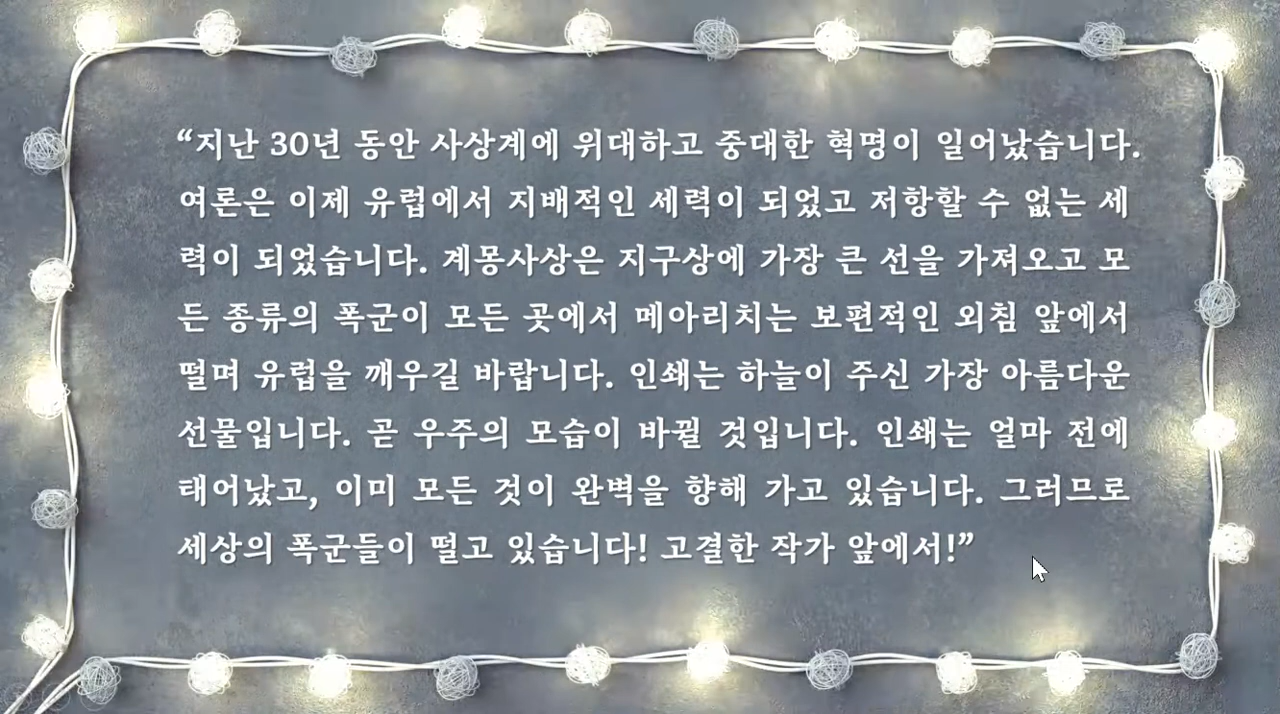 “지난 30년 동안 사상계에 위대하고 중대한 혁명이 일어났습니다.
여론은 이제 유럽에서 지배적인 세력이 되었고 저항할 수 없는 세
력이 되었습니다. 계몽사상은 지구상에 가장 큰 선을 가져오고 모
든 종류의 폭군이 모든 곳에서 메아리치는 보편적인 외침 앞에서
떨며 유럽을 깨우길 바랍니다. 인쇄는 하늘이 주신 가장 아름다운
선물입니다. 곧 우주의 모습이 바뀔 것입니다. 인쇄는 얼마 전에
태어났고, 이미 모든 것이 완벽을 향해 가고 있습니다. 그러므로
세상의 폭군들이 떨고 있습니다! 고결한 작가 앞에서!”